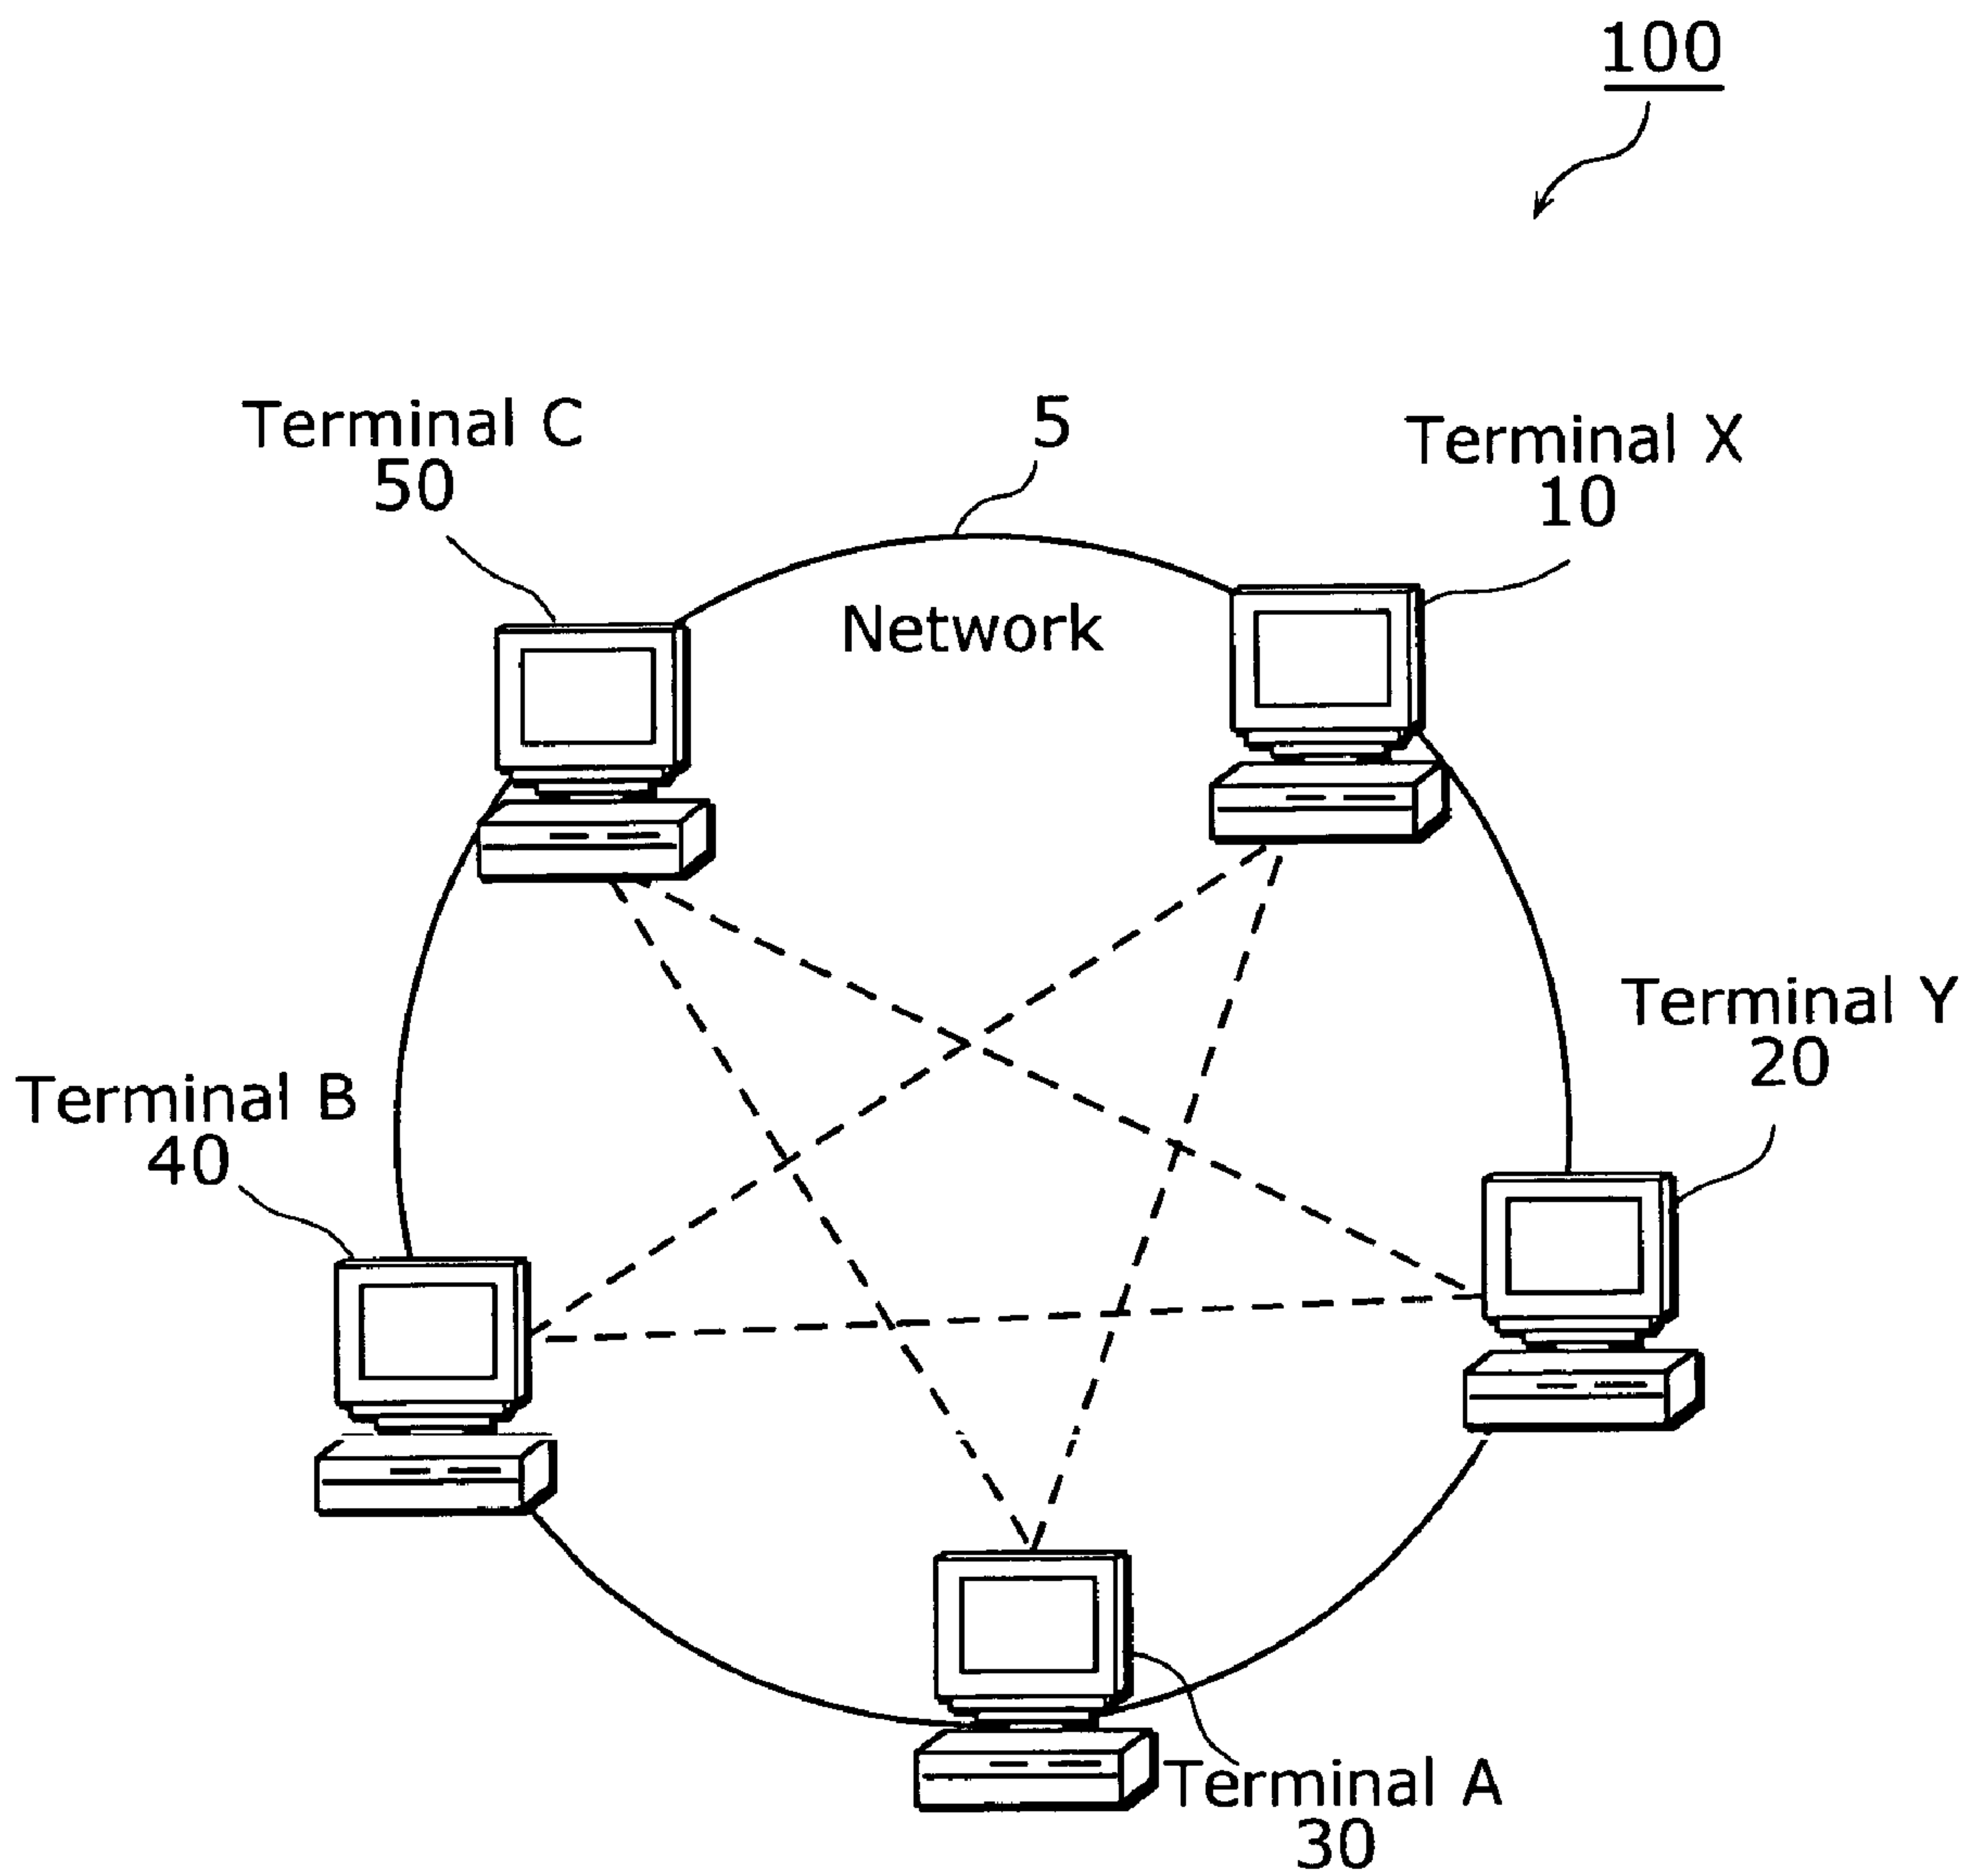 100
Terminal C
50
5
Terminal X
10
Network
Terminal Y
20
Terminal B
40
Terminal A
30